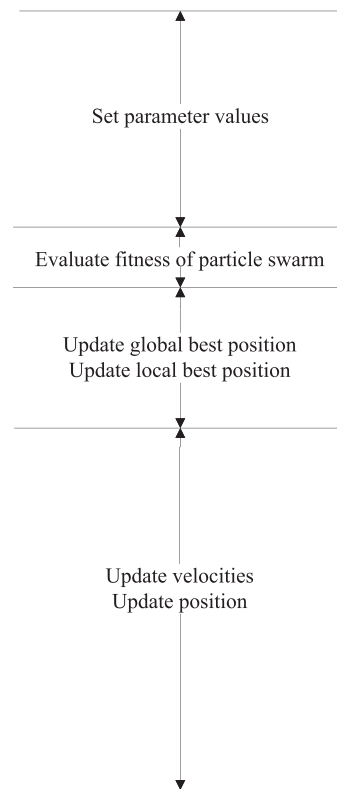 Set parameter values
Evaluate fitness of particle swarm
Update global best position
Update local best position
Update velocities
Update position